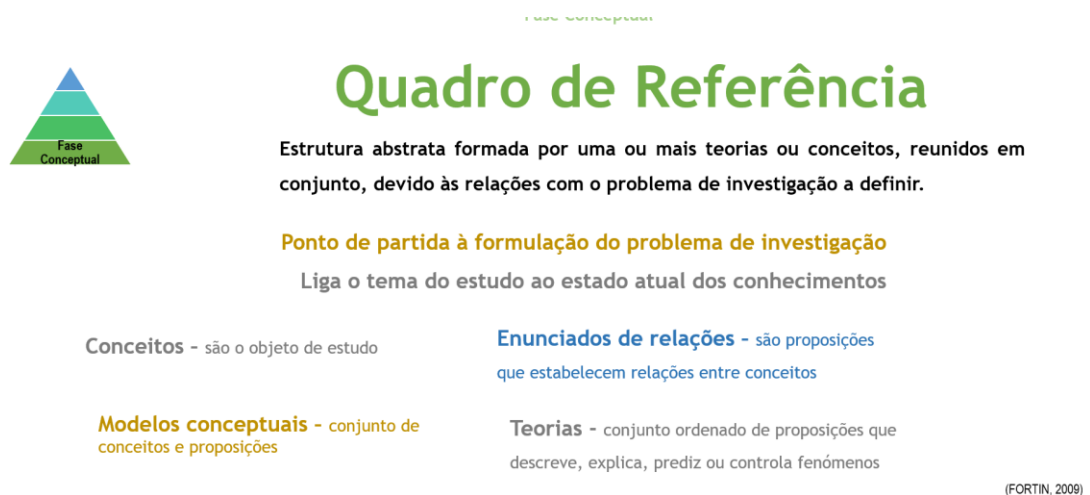 Fase Conceptual
Quadro de Referência
Fase
Conceptual
Estrutura abstrata formada por uma ou mais teorias ou conceitos, reunidos em
conjunto, devido às relações com o problema de investigação a definir.
Ponto de partida à formulação do problema de investigação
Liga o tema do estudo ao estado atual dos conhecimentos
Conceitos – são o objeto de estudo
Enunciados de relações – são proposições
que estabelecem relações entre conceitos
Modelos conceptuais – conjunto de
conceitos e proposições
Teorias - conjunto ordenado de proposições que
descreve, explica, prediz ou controla fenómenos
(FORTIN, 2009)